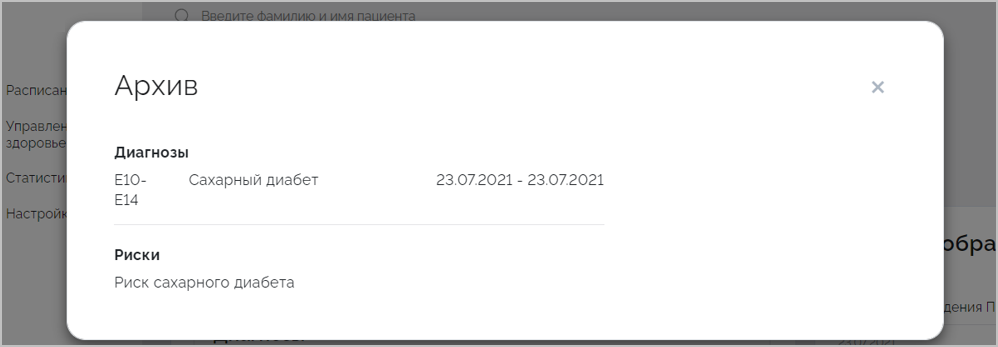 Введите фамилию и имя пациента
Архив
Расписан
Управлен
здоровье
Статисти
Настройк
Диагнозы
E10-
E14
Сахарный диабет
23.07.2021 - 23.07.2021
Риски
Риск сахарного диабета
обра
дения П